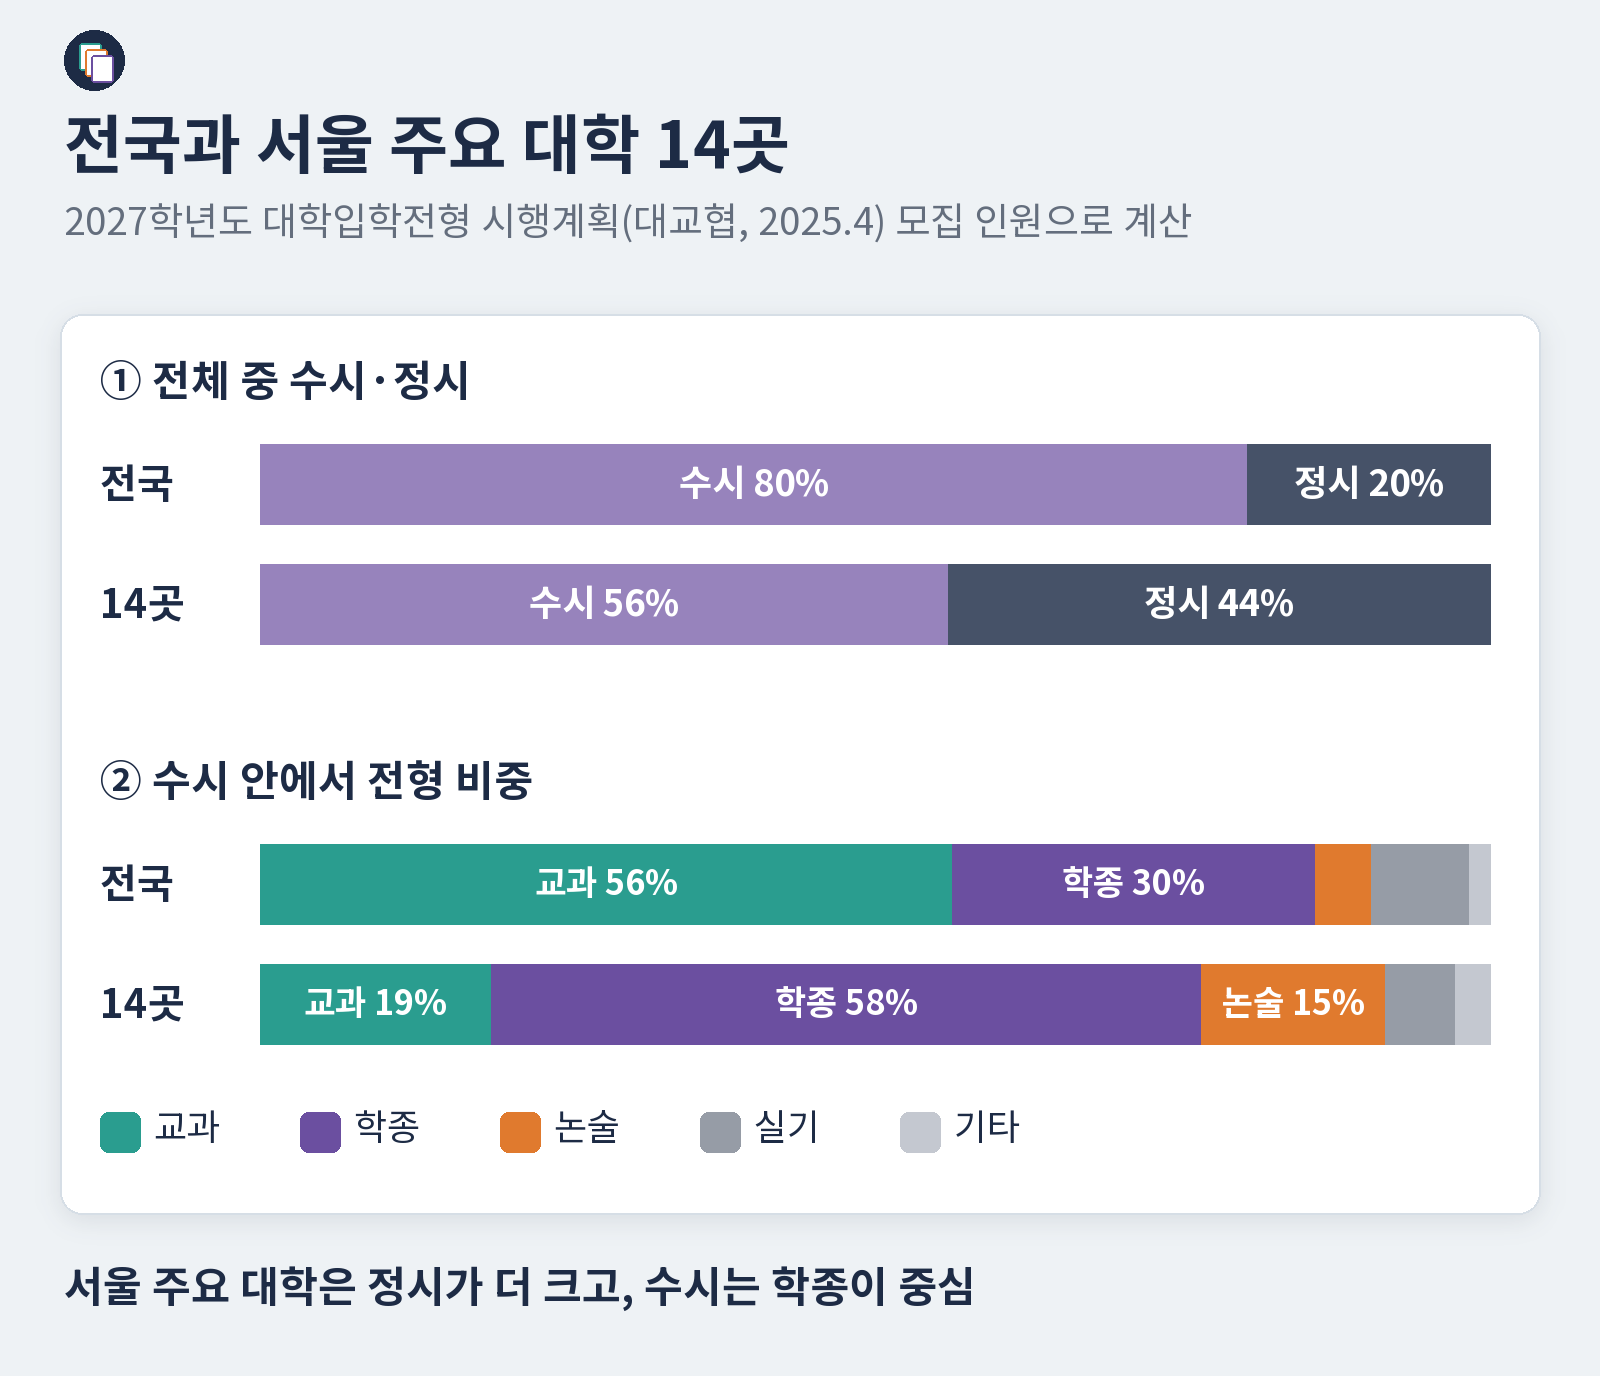 전국과 서울 주요 대학 14곳
2027학년도 대학입학전형 시행계획(대교협, 2025.4) 모집 인원으로 계산
① 전체 중 수시·정시
전국 수시 80% 정시 20%
14곳 수시 56% 정시 44%
② 수시 안에서 전형 비중
전국 교과 56% 학종 30%
14곳 교과 19% 학종 58% 논술 15%
교과 학종 논술 실기 기타
서울 주요 대학은 정시가 더 크고, 수시는 학종이 중심